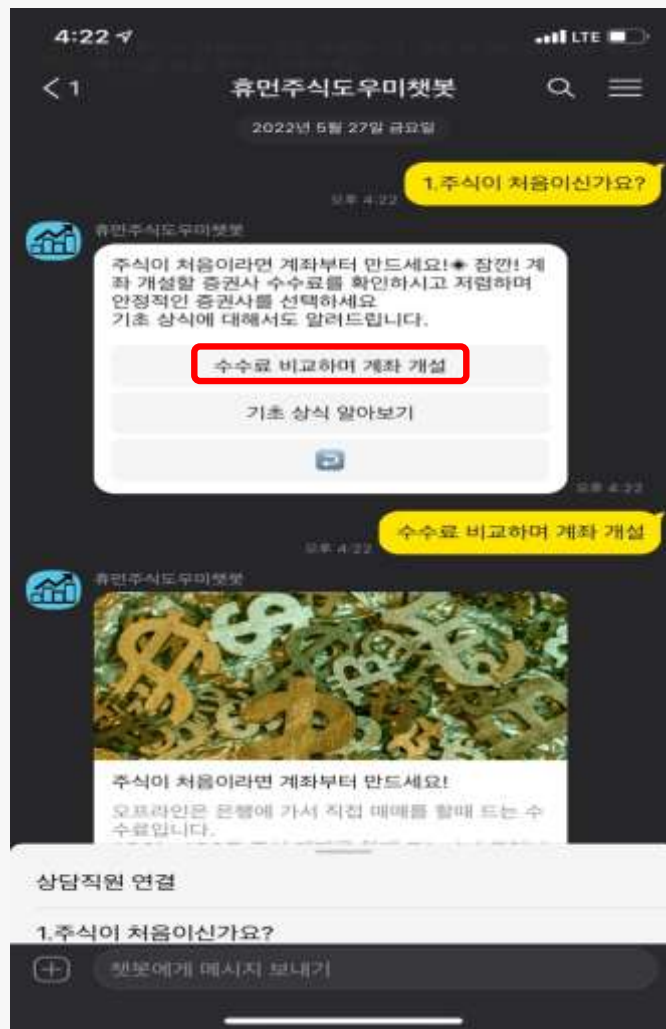 4:22
LTE
1
휴먼주식도우미챗봇
2022년 5월 27일 금요일
1.주식이 처음이신가요?
오후 4:22
휴먼주식도우미챗봇
주식이 처음이라면 계좌부터 만드세요! 잠깐! 계
좌 개설할 증권사 수수료를 확인하시고 저렴하며
안정적인 증권사를 선택하세요
기초 상식에 대해서도 알려드립니다.
수수료 비교하며 계좌 개설
기초 상식 알아보기
오후 4:22
수수료 비교하며 계좌 개설
오후 4:22
휴먼주식도우미챗봇
주식이 처음이라면 계좌부터 만드세요!
오프라인은 은행에 가서 직접 매매를 할때 드는 수
수료입니다.
상담직원 연결
1.주식이 처음이신가요?
챗봇에게 메시지 보내기